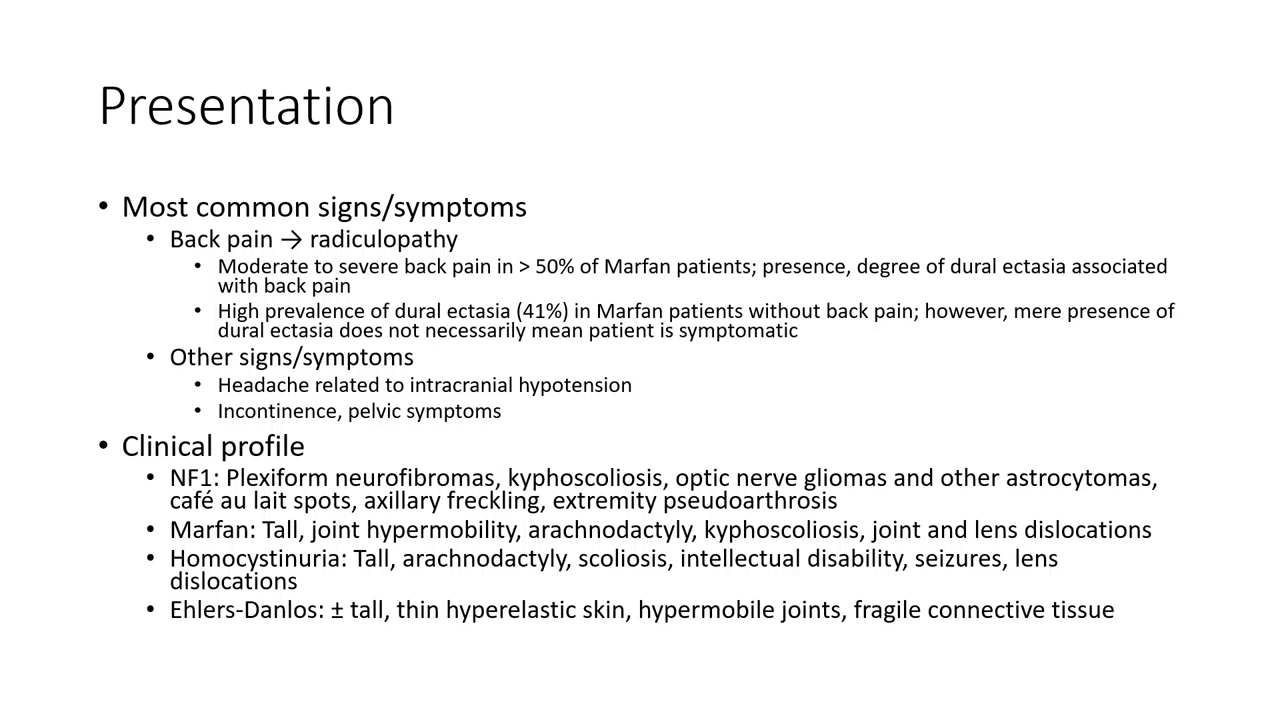 Presentation
• Most common signs/symptoms
• Back pain → radiculopathy
• Moderate to severe back pain in > 50% of Marfan patients; presence, degree of dural ectasia associated
with back pain
• High prevalence of dural ectasia (41%) in Marfan patients without back pain; however, mere presence of
dural ectasia does not necessarily mean patient is symptomatic
• Other signs/symptoms
• Headache related to intracranial hypotension
• Incontinence, pelvic symptoms
• Clinical profile
• NF1: Plexiform neurofibromas, kyphoscoliosis, optic nerve gliomas and other astrocytomas,
café au lait spots, axillary freckling, extremity pseudoarthrosis
• Marfan: Tall, joint hypermobility, arachnodactyly, kyphoscoliosis, joint and lens dislocations
• Homocystinuria: Tall, arachnodactyly, scoliosis, intellectual disability, seizures, lens
dislocations
• Ehlers-Danlos: ± tall, thin hyperelastic skin, hypermobile joints, fragile connective tissue